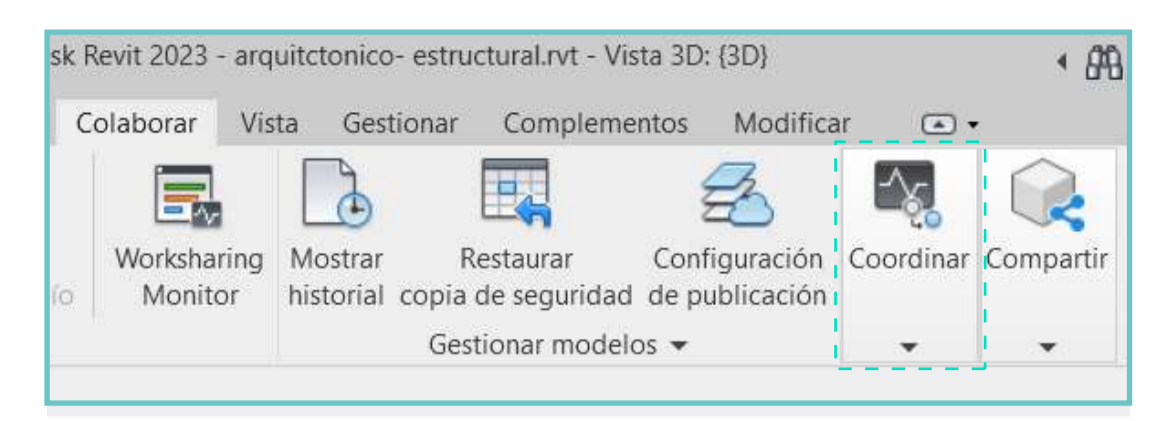 sk Revit 2023 - arquitctonico- estructural.rvt - Vista 3D: {3D}
Colaborar Vista Gestionar Complementos Modificar
Worksharing Monitor
Mostrar historial
Restaurar copia de seguridad
Configuración de publicación
Coordinar
Compartir
Gestionar modelos